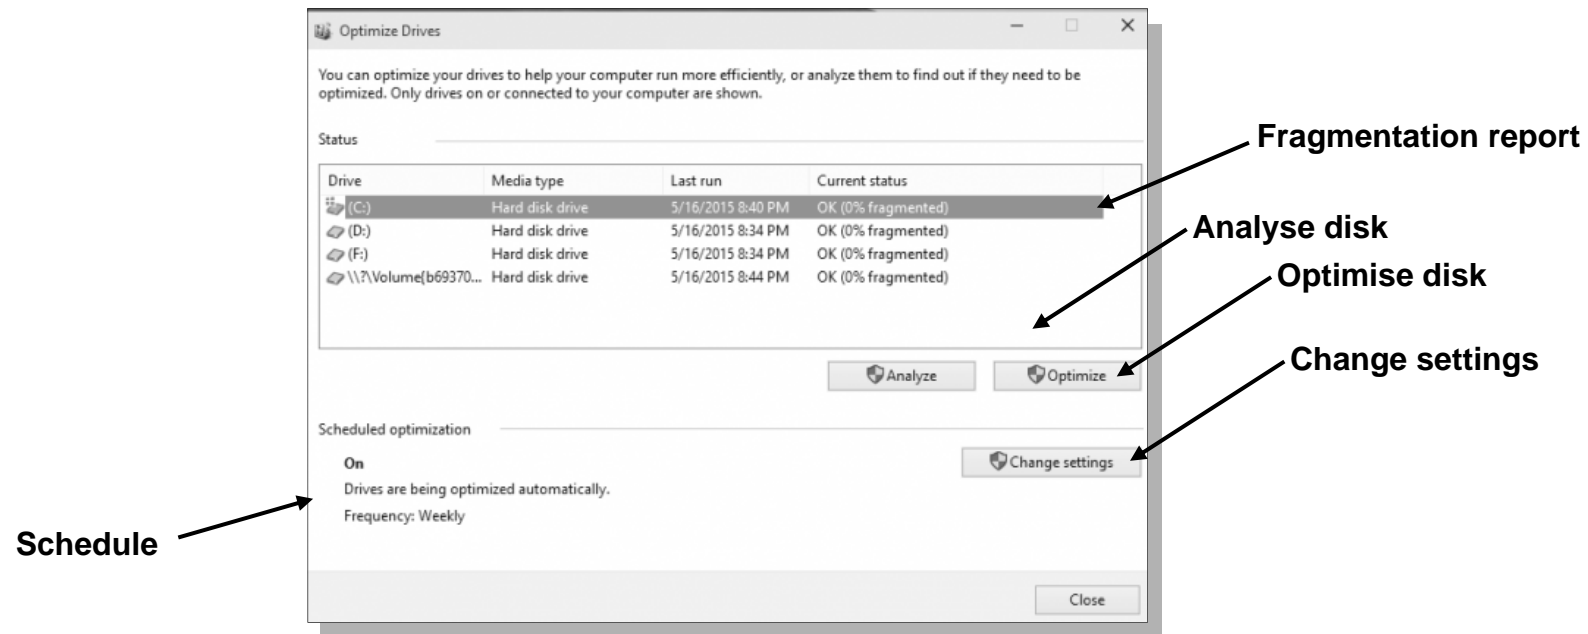 Optimize Drives
You can optimize your drives to help your computer run more efficiently, or analyze them to find out if they need to be
optimized. Only drives on or connected to your computer are shown.
Status
Fragmentation report
Drive Media type Last run Current status
(C:) Hard disk drive 5/16/2015 8:40 PM OK (0% fragmented)
(D:) Hard disk drive 5/16/2015 8:34 PM OK (0% fragmented)
(F:) Hard disk drive 5/16/2015 8:34 PM OK (0% fragmented)
\\?\Volume{b69370... Hard disk drive 5/16/2015 8:44 PM OK (0% fragmented)
Analyse disk
Optimise disk
Change settings
Analyze Optimize
Scheduled optimization
On
Change settings
Drives are being optimized automatically.
Frequency: Weekly
Schedule
Close